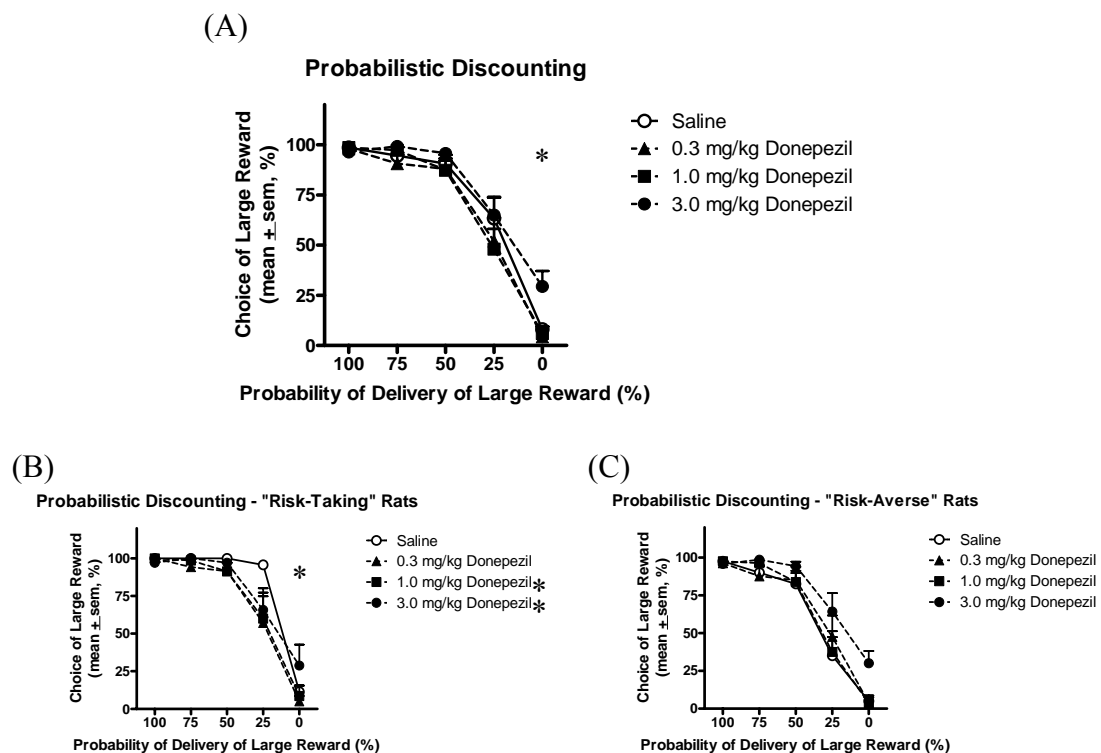 (A)
Probabilistic Discounting
Choice of Large Reward
(mean + sem, %)
100
75
50
25
0
*
Saline
0.3 mg/kg Donepezil
1.0 mg/kg Donepezil
3.0 mg/kg Donepezil
100 75 50 25 0
Probability of Delivery of Large Reward (%)
(B)
Probabilistic Discounting - "Risk-Taking" Rats
Choice of Large Reward
(mean + sem, %)
100
75
50
25
0
*
Saline
0.3 mg/kg Donepezil
1.0 mg/kg Donepezil*
3.0 mg/kg Donepezil*
100 75 50 25 0
Probability of Delivery of Large Reward (%)
(C)
Probabilistic Discounting - "Risk-Averse" Rats
Choice of Large Reward
(mean + sem, %)
100
75
50
25
0
Saline
0.3 mg/kg Donepezil
1.0 mg/kg Donepezil
3.0 mg/kg Donepezil
100 75 50 25 0
Probability of Delivery of Large Reward (%)